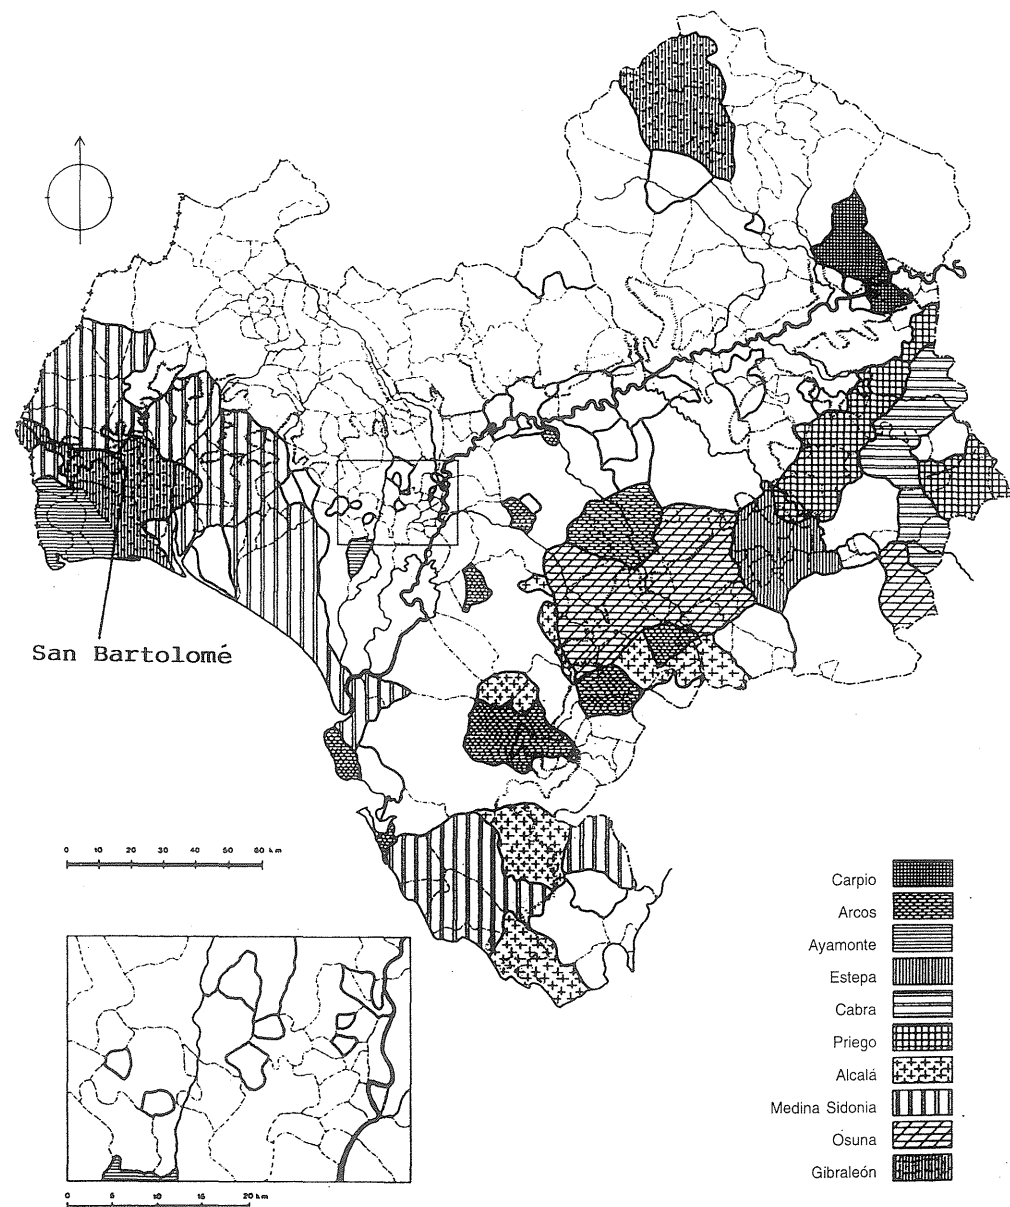 San Bartolomé
0 10 20 30 40 50 60 km
Carpio
Arcos
Ayamonte
Estepa
Cabra
Priego
Alcalá
Medina Sidonia
Osuna
Gibraleón
0 5 10 15 20 km